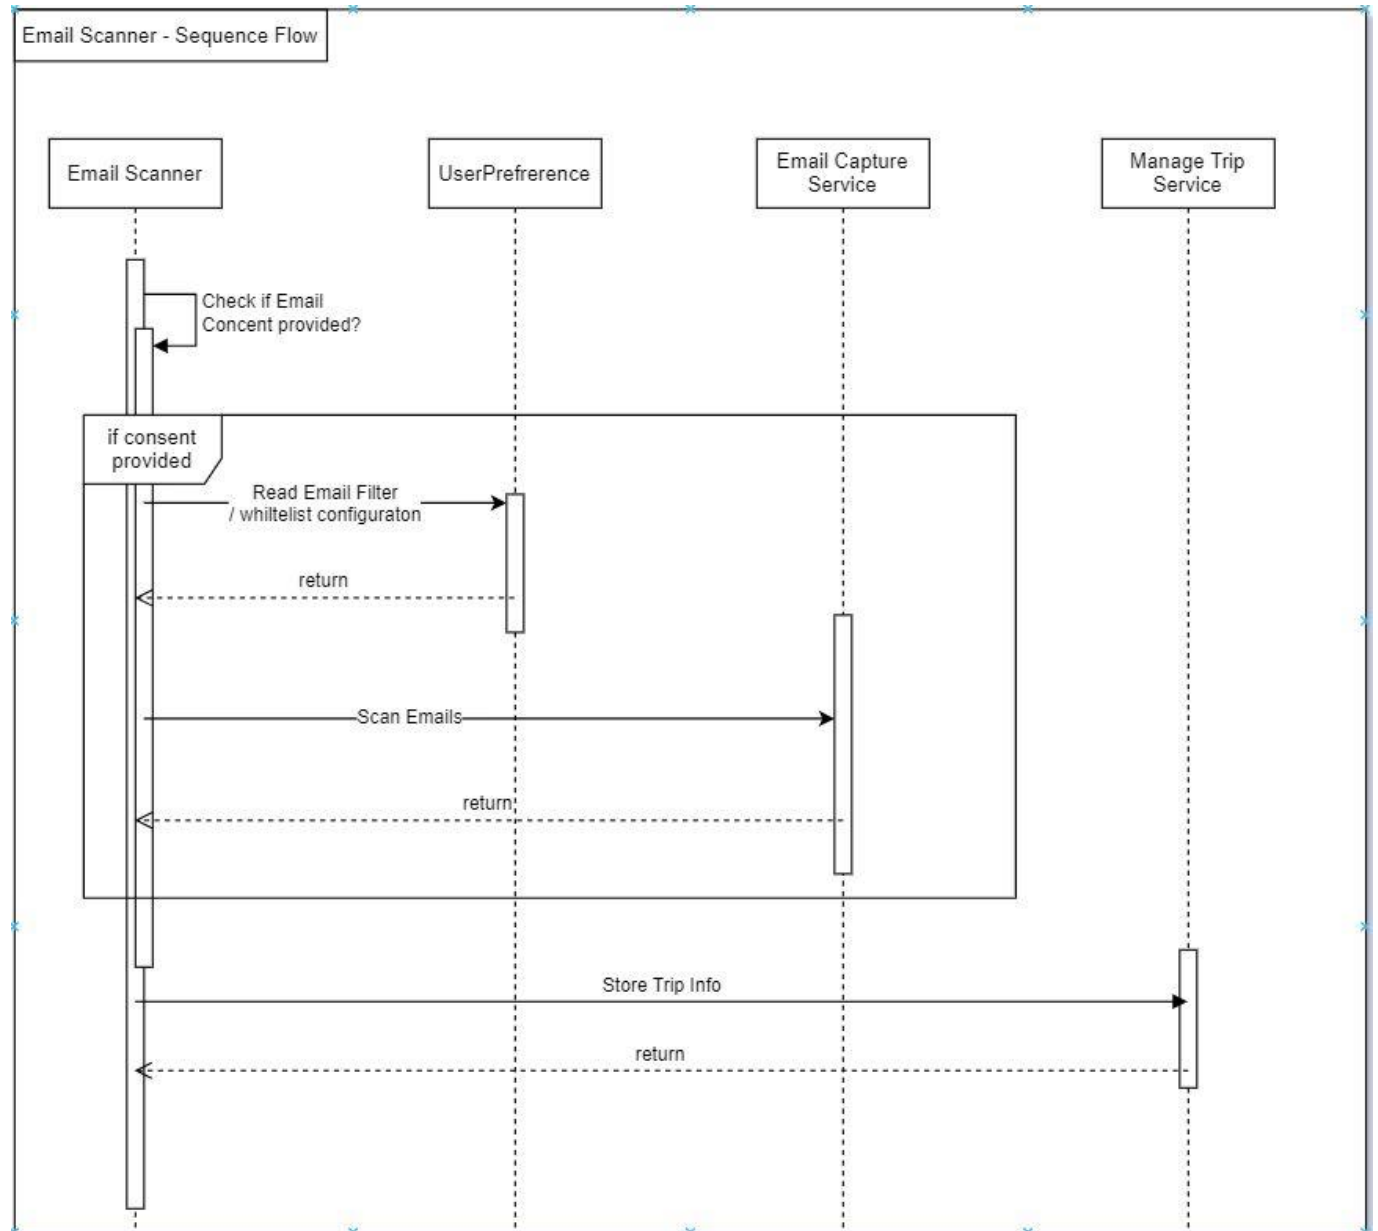 Email Scanner - Sequence Flow
Email Scanner
UserPrefrerence
Email Capture
Service
Manage Trip
Service
Check if Email
Concent provided?
if consent
provided
Read Email Filter
/ whiltelist configuraton
return
Scan Emails
return
Store Trip Info
return